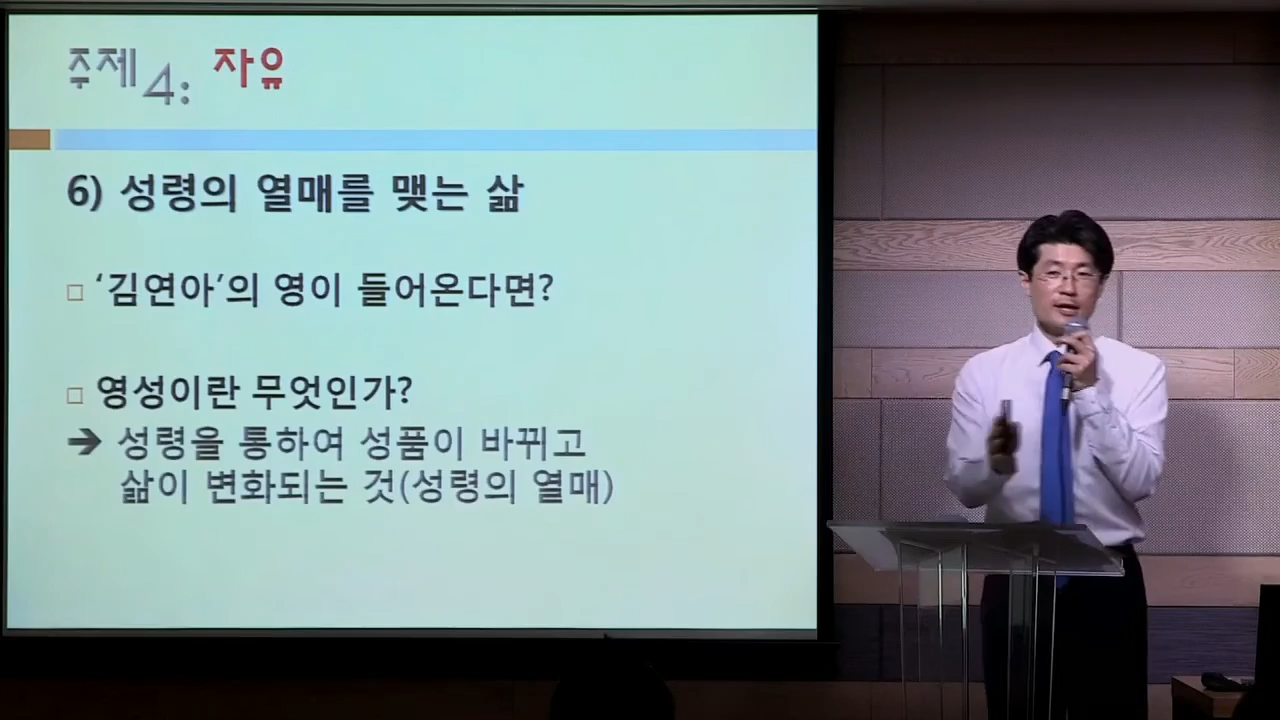 주제 4: 자유
6) 성령의 열매를 맺는 삶
□ ‘김연아’의 영이 들어온다면?
□ 영성이란 무엇인가?
➔ 성령을 통하여 성품이 바뀌고
삶이 변화되는 것(성령의 열매)